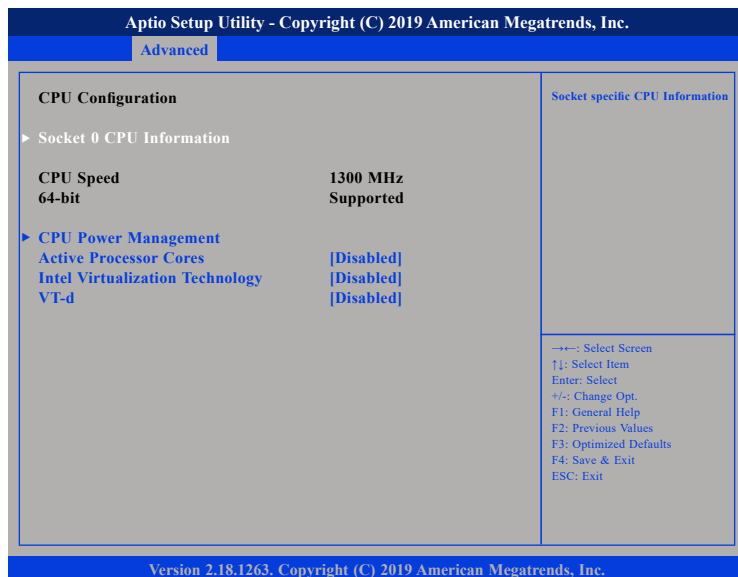 Aptio Setup Utility - Copyright (C) 2019 American Megatrends, Inc.
Advanced
CPU Configuration
Socket specific CPU Information
► Socket 0 CPU Information
CPU Speed 1300 MHz
64-bit Supported
► CPU Power Management
Active Processor Cores [Disabled]
Intel Virtualization Technology [Disabled]
VT-d [Disabled]
→←: Select Screen
↑↓: Select Item
Enter: Select
+/-: Change Opt.
F1: General Help
F2: Previous Values
F3: Optimized Defaults
F4: Save & Exit
ESC: Exit
Version 2.18.1263. Copyright (C) 2019 American Megatrends, Inc.